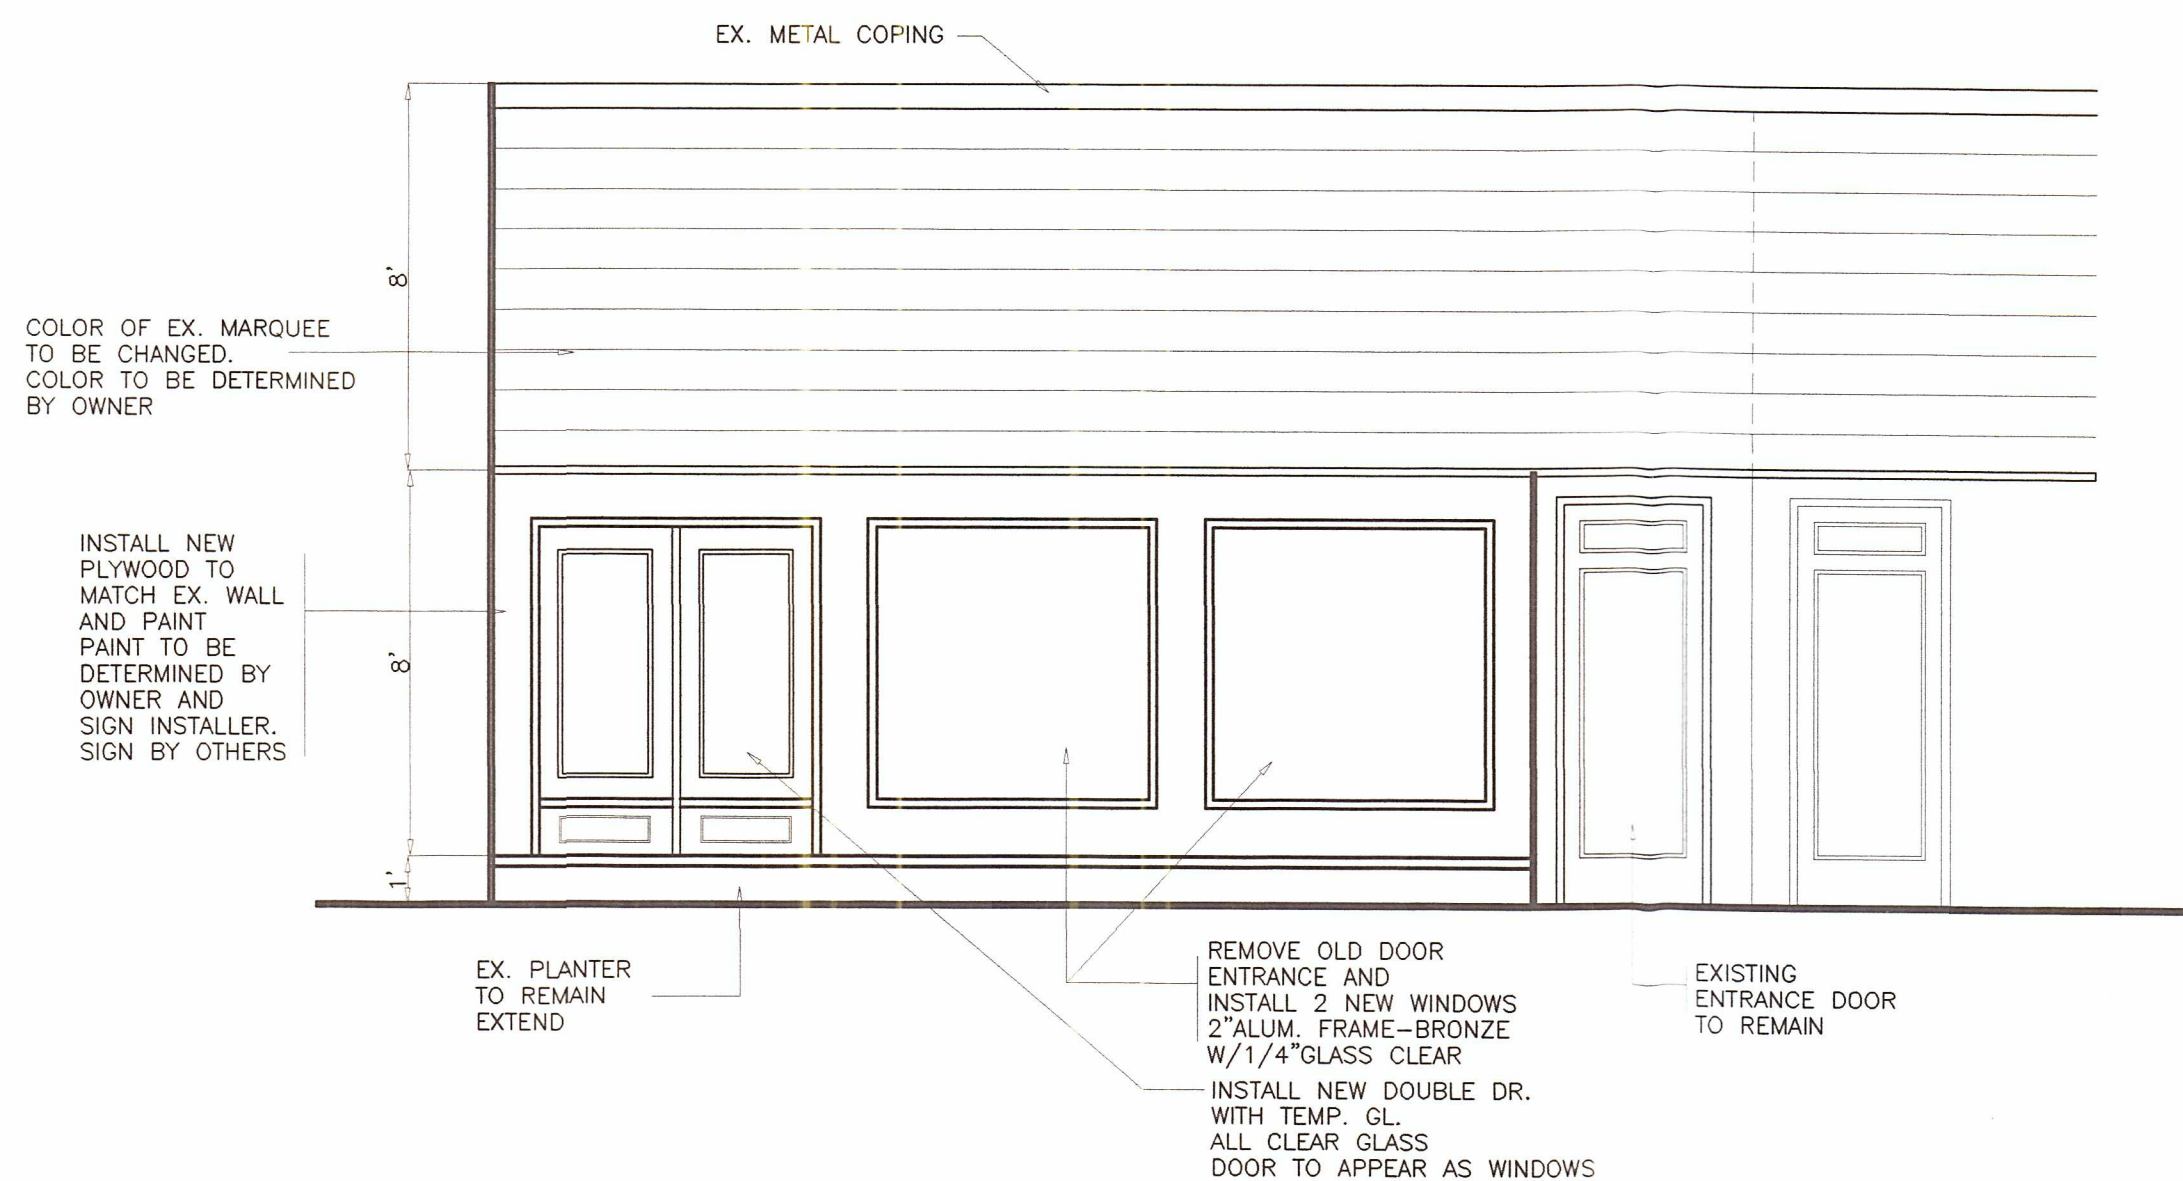 EX. METAL COPING
8'
COLOR OF EX. MARQUEE
TO BE CHANGED.
COLOR TO BE DETERMINED
BY OWNER
INSTALL NEW
PLYWOOD TO
MATCH EX. WALL
AND PAINT
PAINT TO BE
DETERMINED BY
OWNER AND
SIGN INSTALLER.
SIGN BY OTHERS
8'
1'
EX. PLANTER
TO REMAIN
EXTEND
REMOVE OLD DOOR
ENTRANCE AND
INSTALL 2 NEW WINDOWS
2"ALUM. FRAME-BRONZE
W/1/4"GLASS CLEAR
INSTALL NEW DOUBLE DR.
WITH TEMP. GL.
ALL CLEAR GLASS
DOOR TO APPEAR AS WINDOWS
EXISTING
ENTRANCE DOOR
TO REMAIN